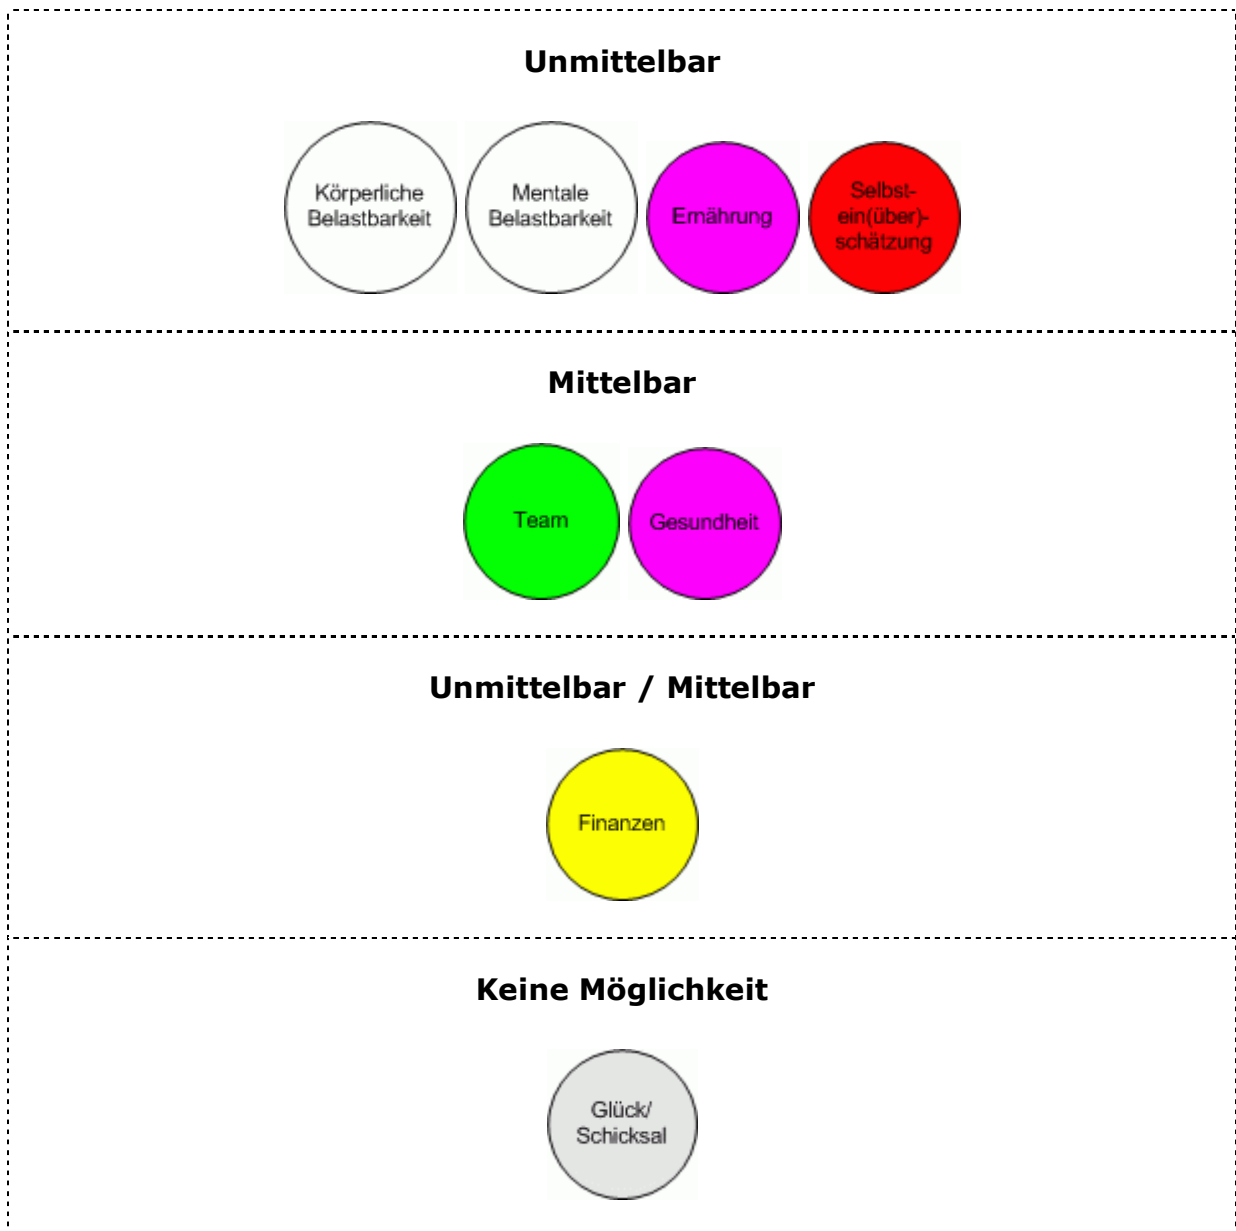 Unmittelbar
Körperliche
Belastbarkeit
Mentale
Belastbarkeit
Ernährung
Selbst-
ein(über)-
schätzung
Mittelbar
Team
Gesundheit
Unmittelbar / Mittelbar
Finanzen
Keine Möglichkeit
Glück/
Schicksal